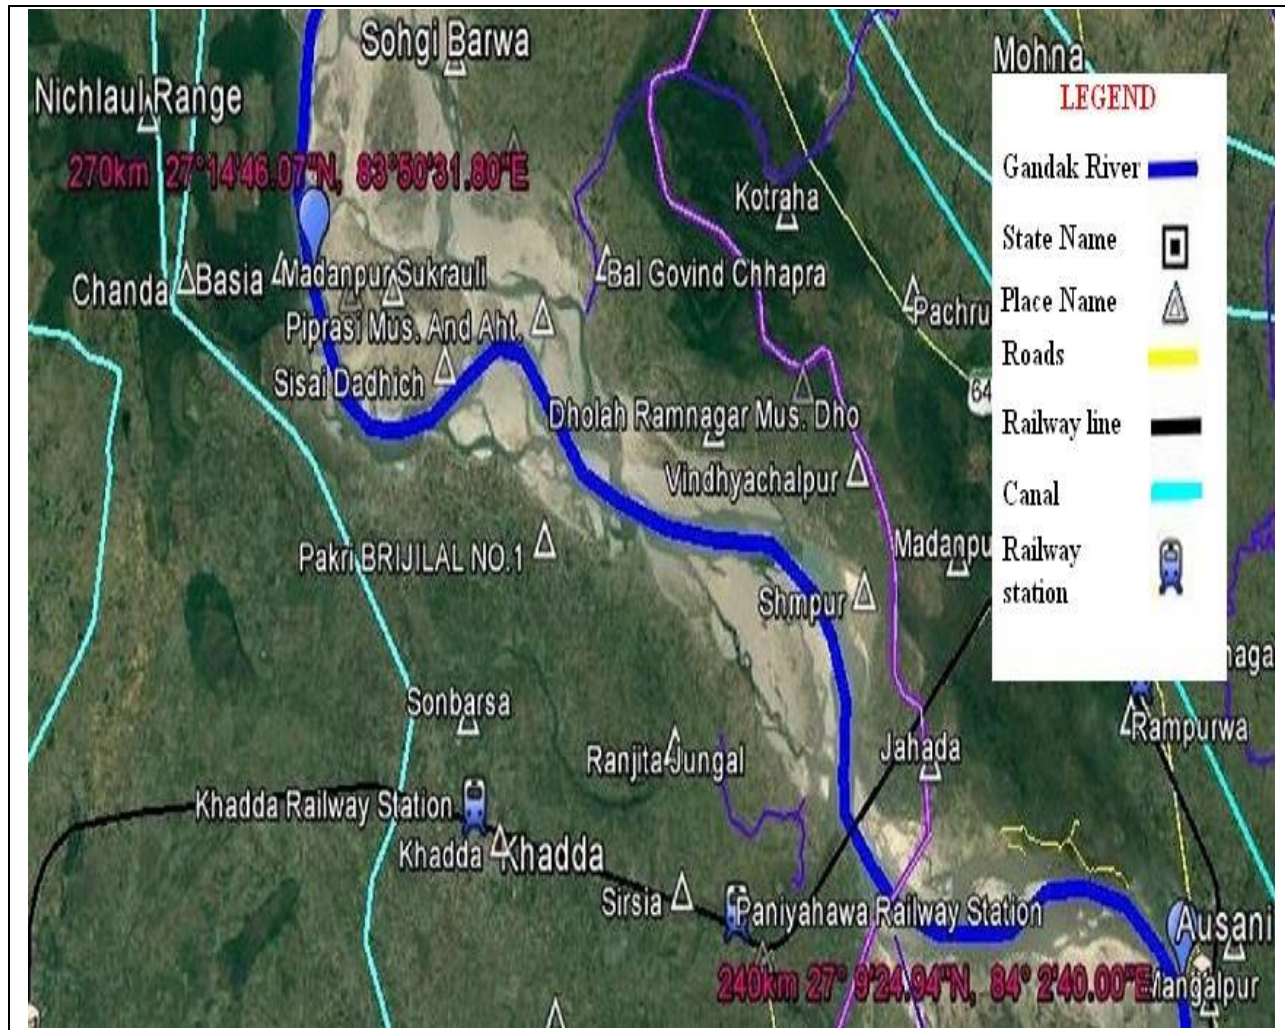 Sohgi Barwa
Mohna
Nichlaul Range
LEGEND
270km 27°14'46.07"N, 83°50'31.80"E
Gandak River
Kotraha
State Name
Chanda
Basia
Madanpur Sukrauli
Bal Govind Chhapra
Place Name
Pachru
Piprasi Mus. And Aht.
Roads
Sisai Dadhich
64
Dholah Ramnagar Mus. Dho
Railway line
Vindhyachalpur
Canal
Pakri BRIJILAL NO.1
Madanpu
Railway
station
Shmpur
naga
Sonbarsa
Rampurwa
Ranjita Jungal
Jahada
Khadda Railway Station
Khadda
Khadda
Sirsia
Paniyahawa Railway Station
Ausani
240km 27° 9'24.94"N, 84° 2'40.00"E
Mangalpur